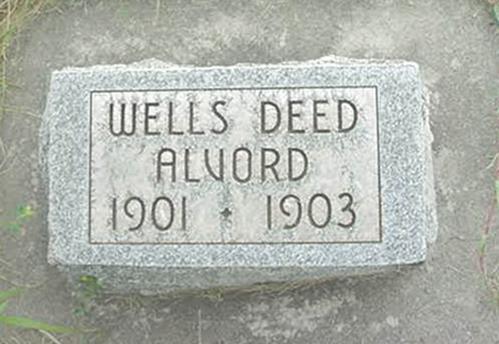 WELLS DEED
ALVORD
1901 * 1903